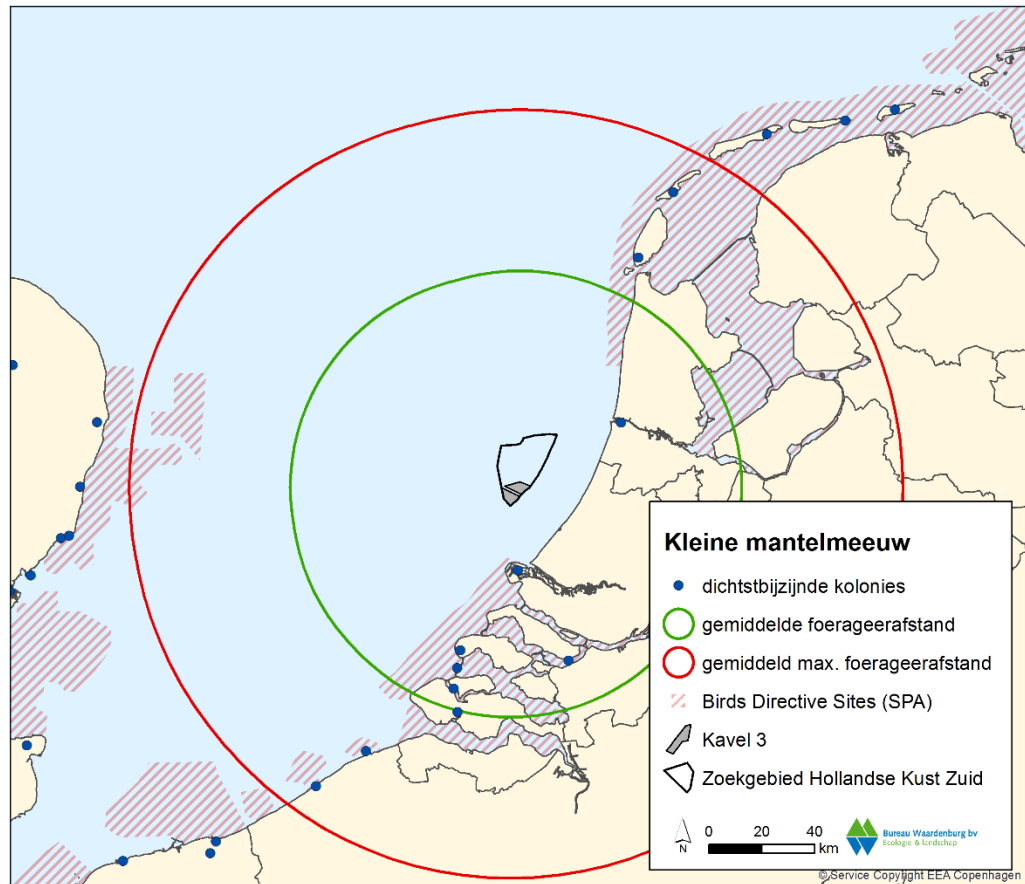 Kleine mantelmeeuw
dichtstbijzijnde kolonies
gemiddelde foerageerafstand
gemiddeld max. foerageerafstand
Birds Directive Sites (SPA)
Kavel 3
Zoekgebied Hollandse Kust Zuid
N
0 20 40
km
Bureau Waardenburg bv
Ecologie & landschap
© Service Copyright EEA Copenhagen